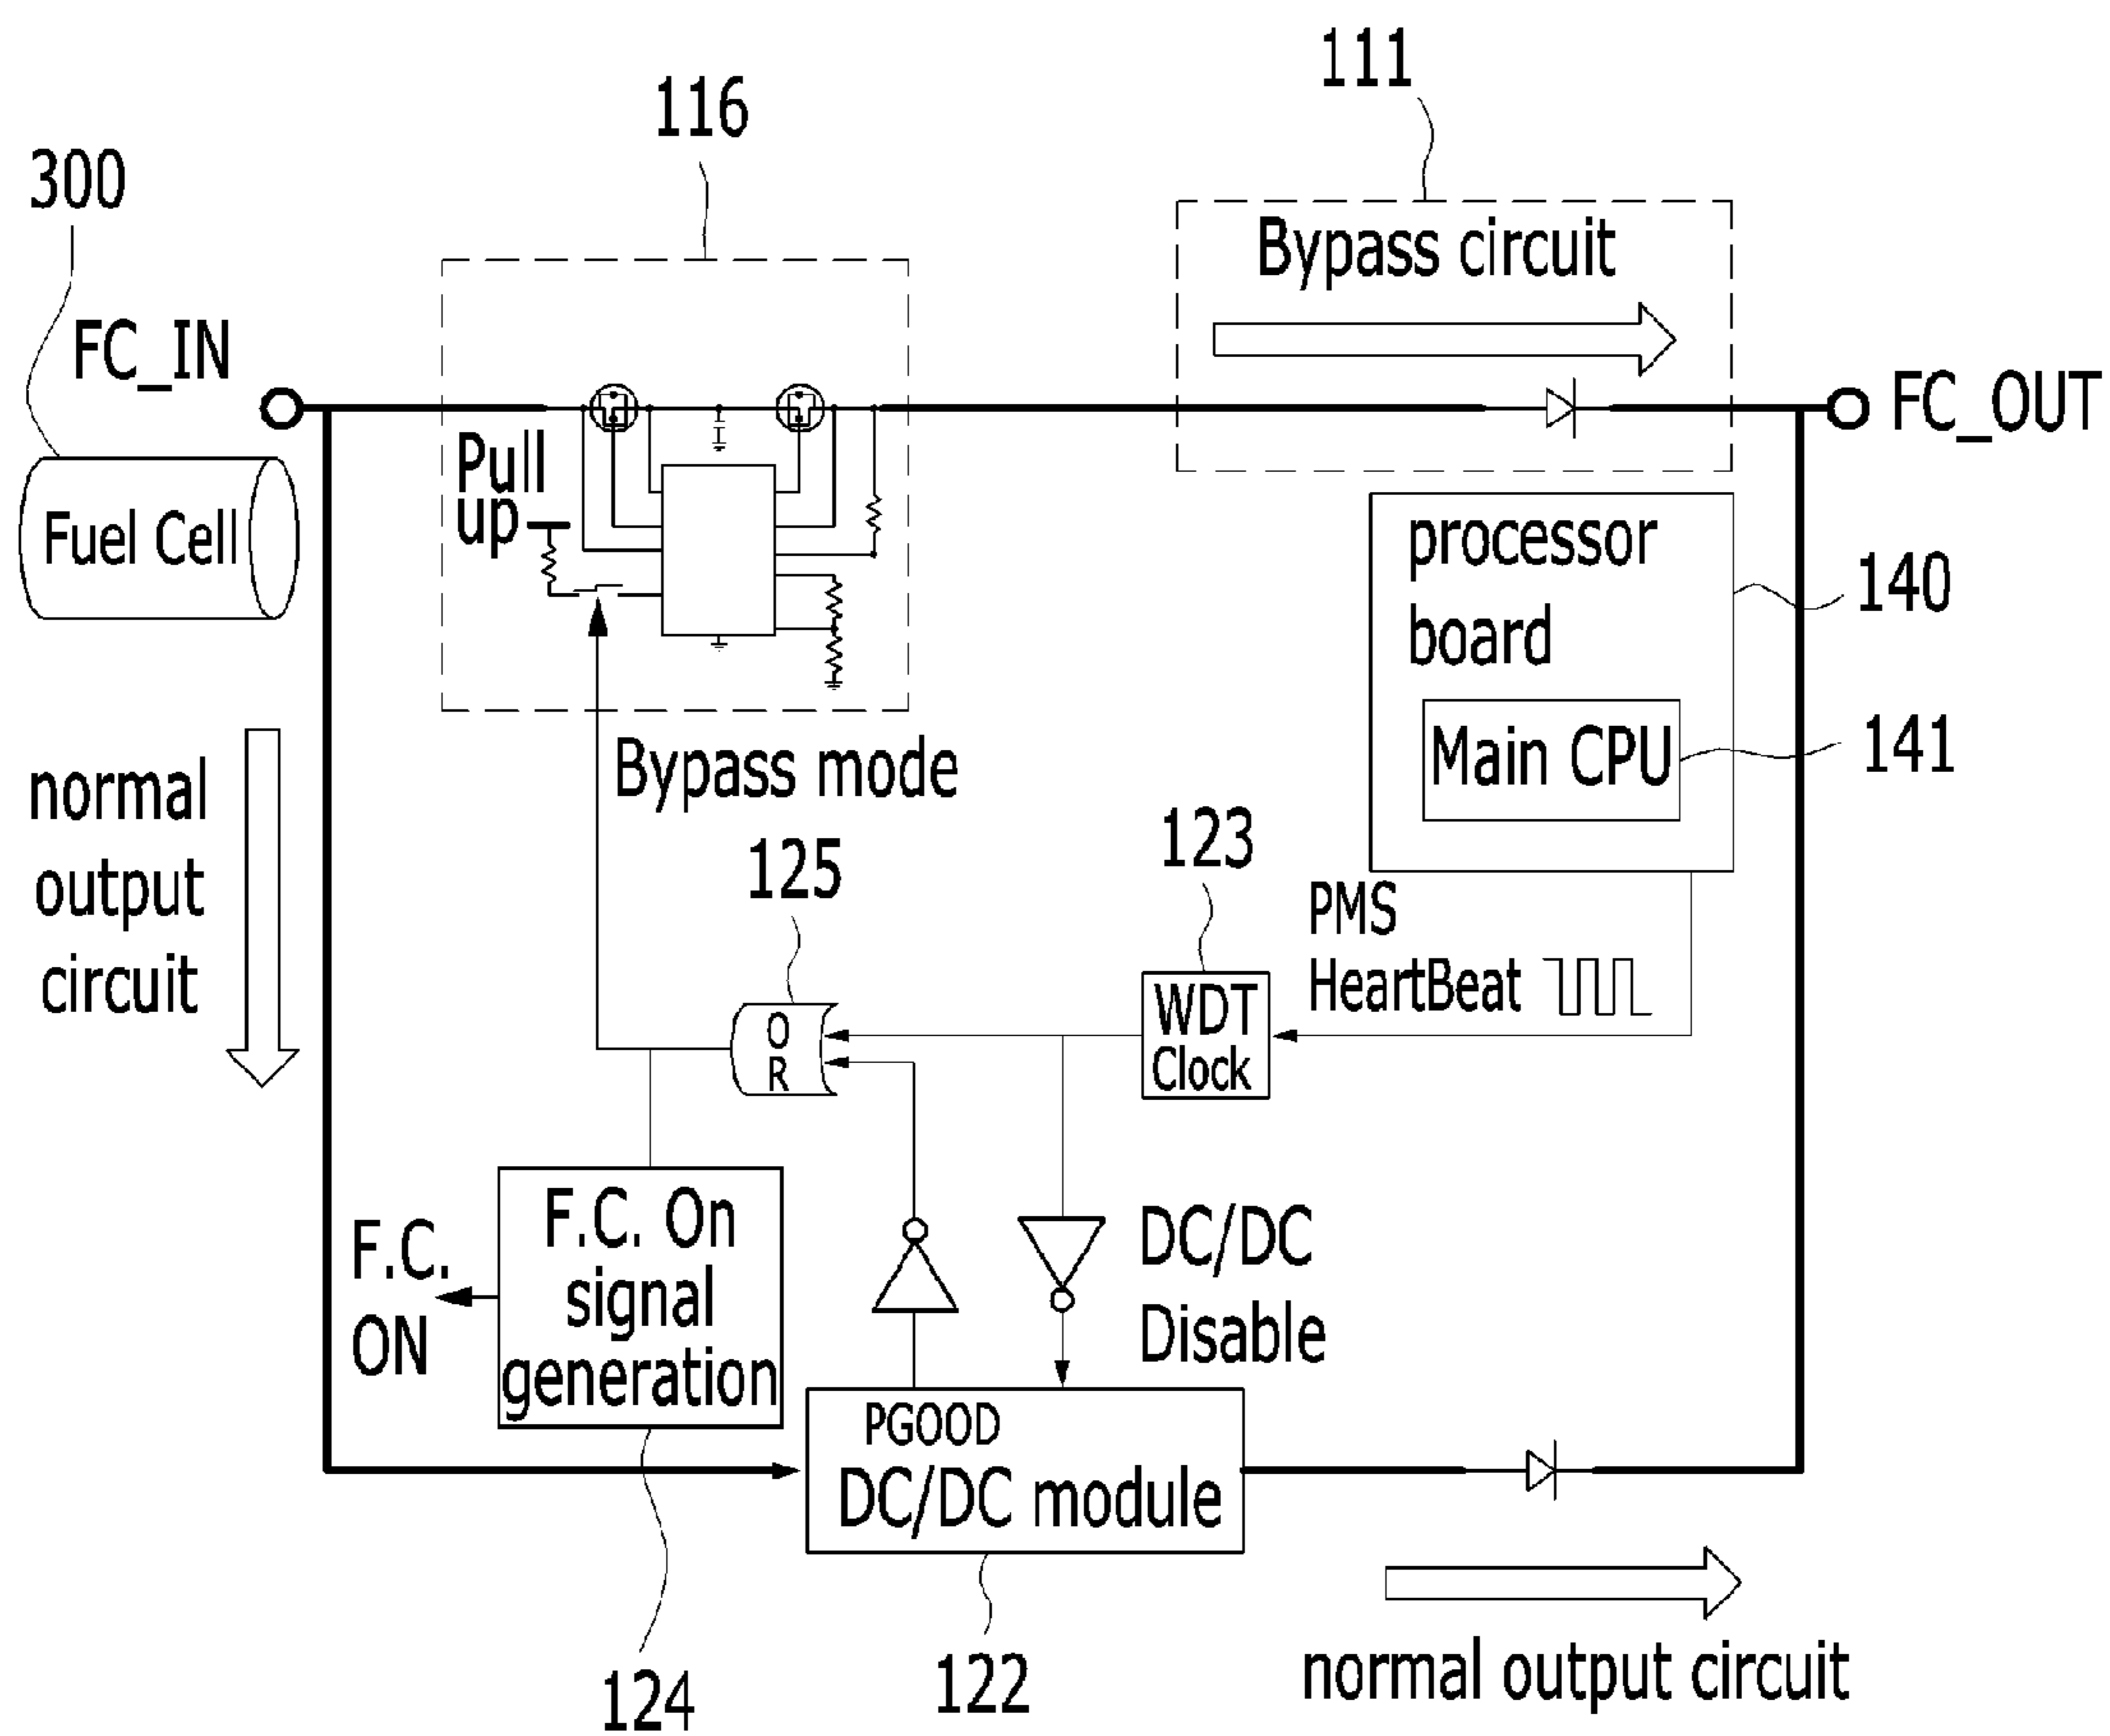 111
116
300
Bypass circuit
FC_IN
FC_OUT
Pull
up
Fuel Cell
processor
board
140
Main CPU
141
Bypass mode
normal
output
circuit
125
123
PMS
HeartBeat
WDT
Clock
O
R
F.C. On
signal
generation
F.C.
ON
DC/DC
Disable
PGOOD
DC/DC module
124
122
normal output circuit